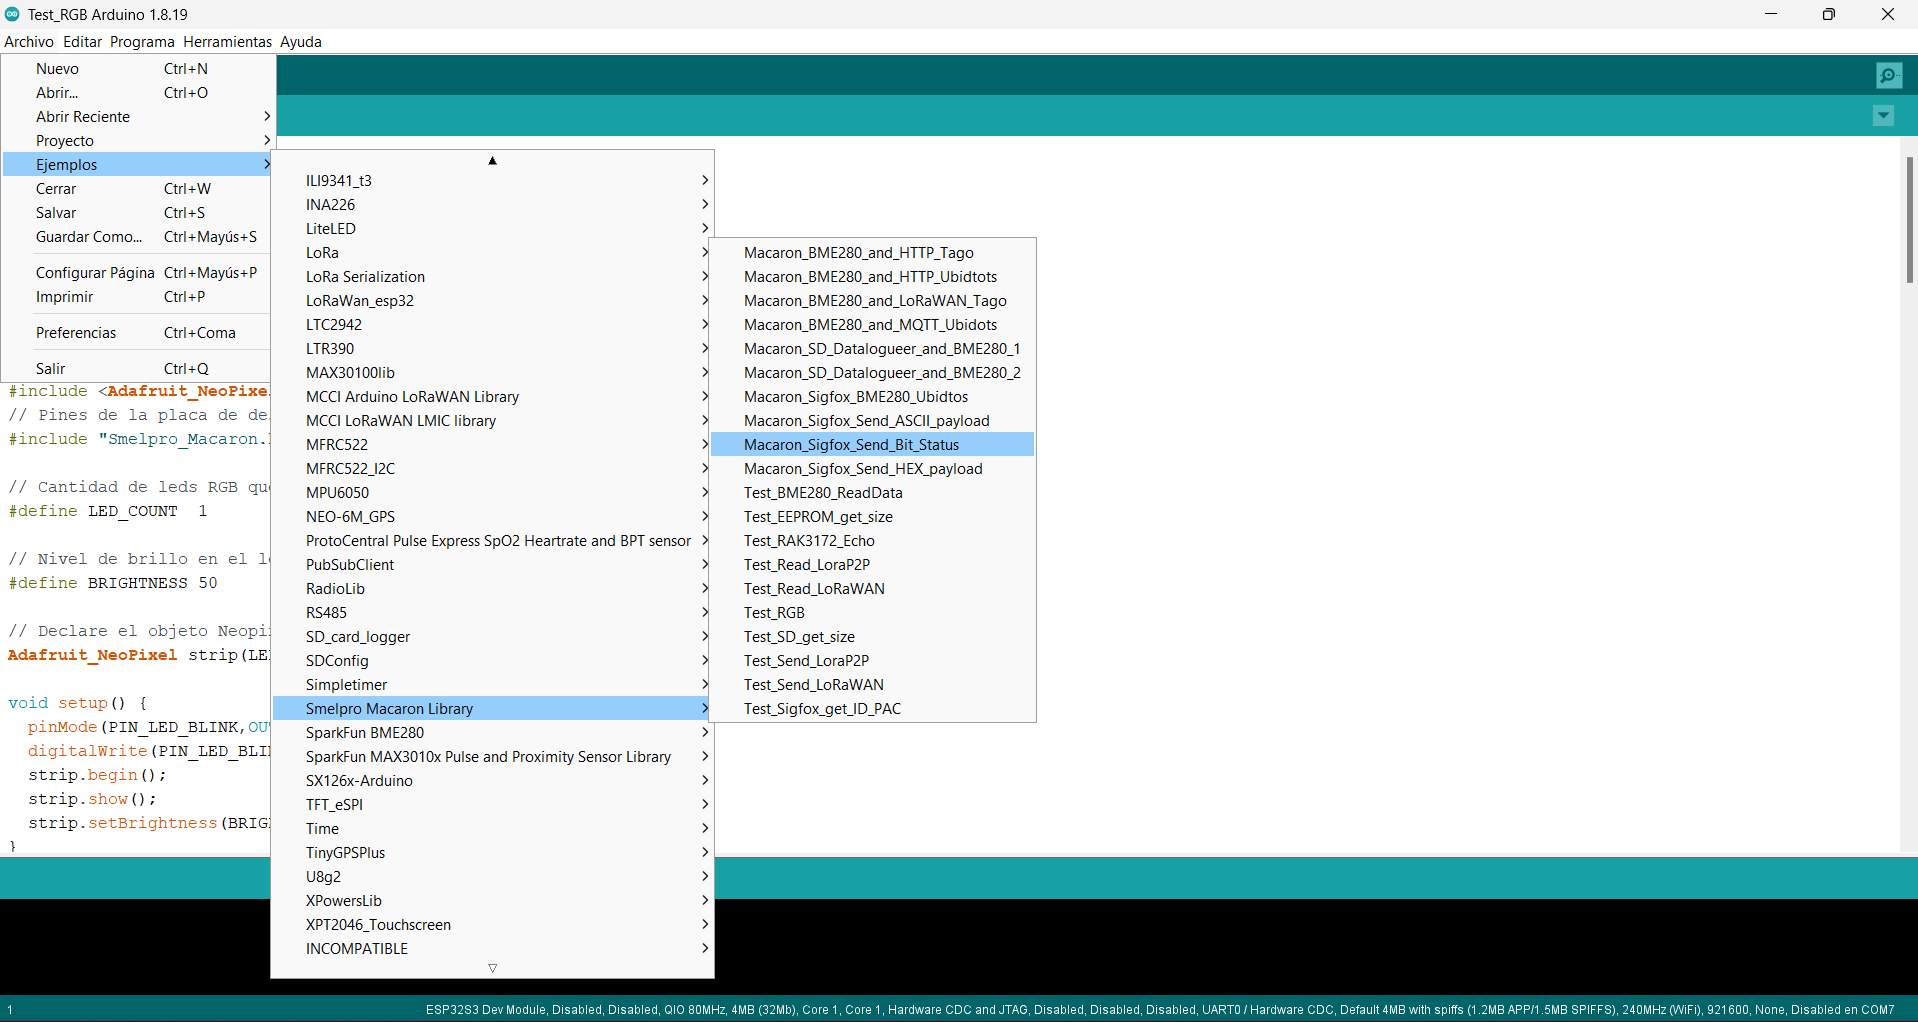 Test_RGB Arduino 1.8.19
Archivo Editar Programa Herramientas Ayuda
Nuevo Ctrl+N
Abrir... Ctrl+O
Abrir Reciente
Proyecto
Ejemplos
Cerrar Ctrl+W
Salvar Ctrl+S
Guardar Como... Ctrl+Mayús+S
Configurar Página Ctrl+Mayús+P
Imprimir Ctrl+P
Preferencias Ctrl+Coma
Salir Ctrl+Q
ILI9341_t3
INA226
LiteLED
LoRa
LoRa Serialization
LoRaWan_esp32
LTC2942
LTR390
MAX30100lib
MCCI Arduino LoRaWAN Library
MCCI LoRaWAN LMIC library
MFRC522
MFRC522_I2C
MPU6050
NEO-6M_GPS
ProtoCentral Pulse Express SpO2 Heartrate and BPT sensor
PubSubClient
RadioLib
RS485
SD_card_logger
SDConfig
Simpletimer
Smelpro Macaron Library
SparkFun BME280
SparkFun MAX3010x Pulse and Proximity Sensor Library
SX126x-Arduino
TFT_eSPI
Time
TinyGPSPlus
U8g2
XPowersLib
XPT2046_Touchscreen
INCOMPATIBLE
Macaron_BME280_and_HTTP_Tago
Macaron_BME280_and_HTTP_Ubidtots
Macaron_BME280_and_LoRaWAN_Tago
Macaron_BME280_and_MQTT_Ubidots
Macaron_SD_Datalogueer_and_BME280_1
Macaron_SD_Datalogueer_and_BME280_2
Macaron_Sigfox_BME280_Ubidtos
Macaron_Sigfox_Send_ASCII_payload
Macaron_Sigfox_Send_Bit_Status
Macaron_Sigfox_Send_HEX_payload
Test_BME280_ReadData
Test_EEPROM_get_size
Test_RAK3172_Echo
Test_Read_LoraP2P
Test_Read_LoRaWAN
Test_RGB
Test_SD_get_size
Test_Send_LoraP2P
Test_Send_LoRaWAN
Test_Sigfox_get_ID_PAC
#include <Adafruit_NeoPixe
// Pines de la placa de de
#include "Smelpro_Macaron.
// Cantidad de leds RGB qu
#define LED_COUNT 1
// Nivel de brillo en el l
#define BRIGHTNESS 50
// Declare el objeto Neopi
Adafruit_NeoPixel strip(LE
void setup() {
pinMode(PIN_LED_BLINK,OU
digitalWrite(PIN_LED_BLI
strip.begin();
strip.show();
strip.setBrightness(BRIG
}
1 ESP32S3 Dev Module, Disabled, Disabled, QIO 80MHz, 4MB (32Mb), Core 1, Core 1, Hardware CDC and JTAG, Disabled, Disabled, Disabled, UART0 / Hardware CDC, Default 4MB with spiffs (1.2MB APP/1.5MB SPIFFS), 240MHz (WiFi), 921600, None, Disabled en COM7